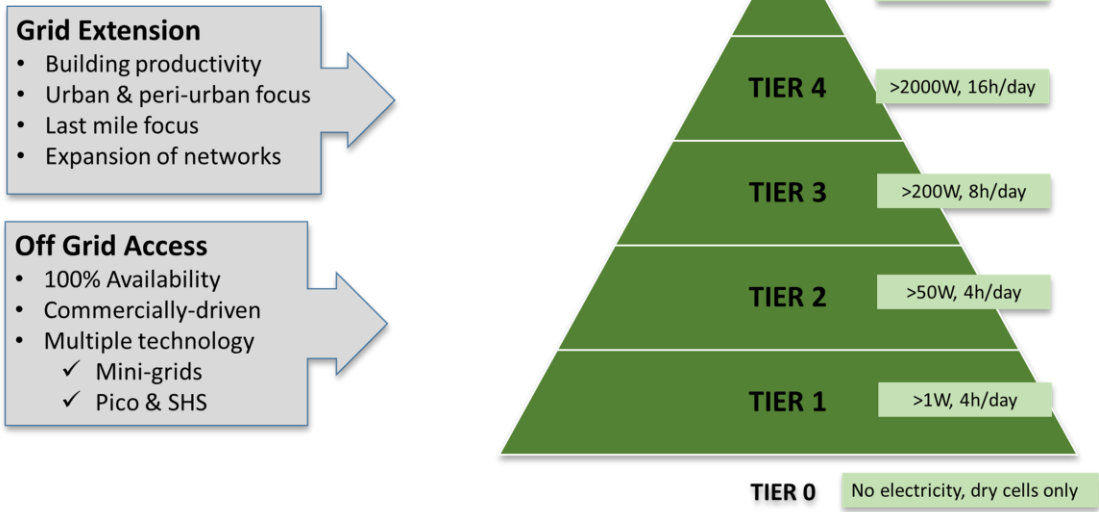 Grid Extension
• Building productivity
• Urban & peri-urban focus
• Last mile focus
• Expansion of networks
Off Grid Access
• 100% Availability
• Commercially-driven
• Multiple technology
✓ Mini-grids
✓ Pico & SHS
TIER 4 >2000W, 16h/day
TIER 3 >200W, 8h/day
TIER 2 >50W, 4h/day
TIER 1 >1W, 4h/day
TIER 0 No electricity, dry cells only